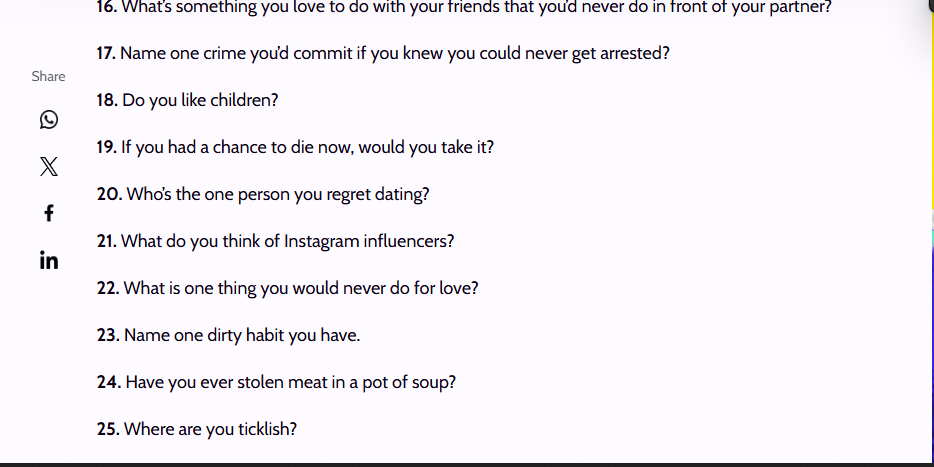 16. What's something you love to do with your friends that you'd never do in front of your partner?
17. Name one crime you'd commit if you knew you could never get arrested?
Share
18. Do you like children?
19. If you had a chance to die now, would you take it?
20. Who's the one person you regret dating?
21. What do you think of Instagram influencers?
22. What is one thing you would never do for love?
23. Name one dirty habit you have.
24. Have you ever stolen meat in a pot of soup?
25. Where are you ticklish?